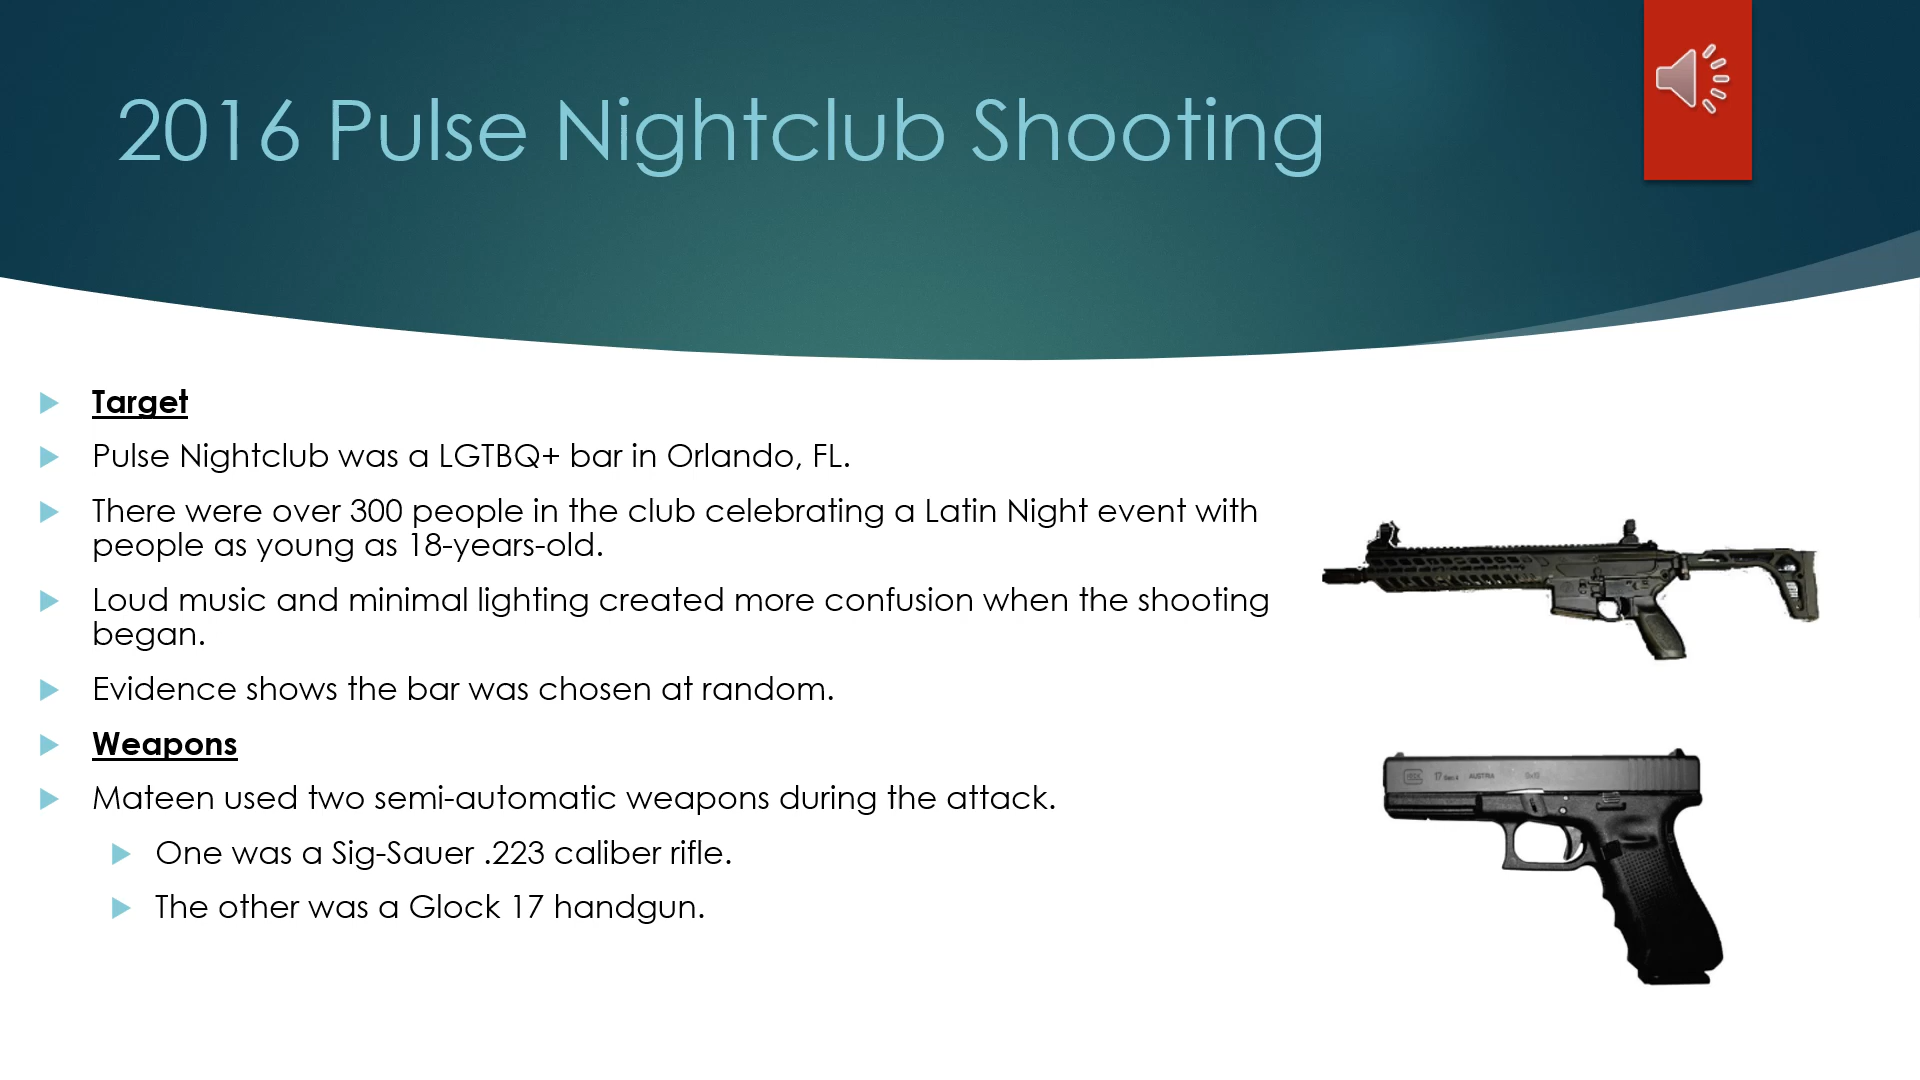 2016 Pulse Nightclub Shooting
Target
Pulse Nightclub was a LGTBQ+ bar in Orlando, FL.
There were over 300 people in the club celebrating a Latin Night event with
people as young as 18-years-old.
Loud music and minimal lighting created more confusion when the shooting
began.
Evidence shows the bar was chosen at random.
Weapons
Mateen used two semi-automatic weapons during the attack.
One was a Sig-Sauer .223 caliber rifle.
The other was a Glock 17 handgun.
17 Gen4 AUSTRIA 9x19